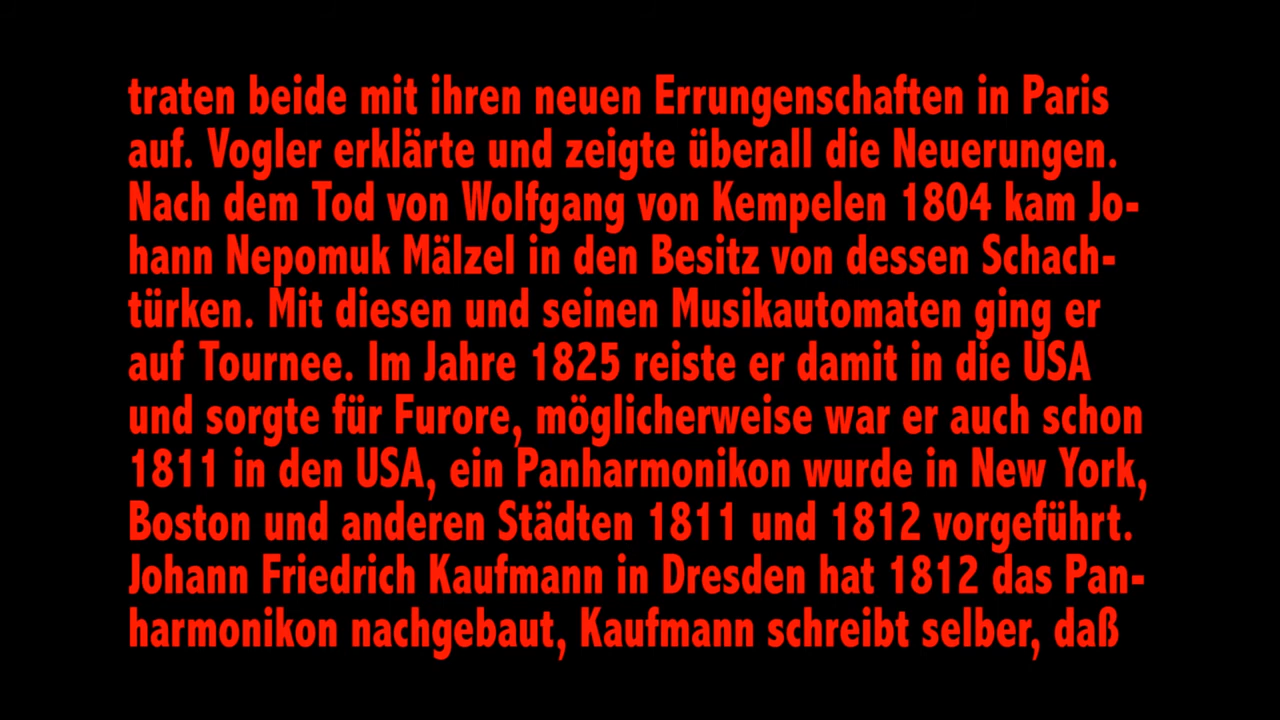 traten beide mit ihren neuen Errungenschaften in Paris
auf. Vogler erklärte und zeigte überall die Neuerungen.
Nach dem Tod von Wolfgang von Kempelen 1804 kam Jo-
hann Nepomuk Mälzel in den Besitz von dessen Schach-
türken. Mit diesen und seinen Musikautomaten ging er
auf Tournee. Im Jahre 1825 reiste er damit in die USA
und sorgte für Furore, möglicherweise war er auch schon
1811 in den USA, ein Panharmonikon wurde in New York,
Boston und anderen Städten 1811 und 1812 vorgeführt.
Johann Friedrich Kaufmann in Dresden hat 1812 das Pan-
harmonikon nachgebaut, Kaufmann schreibt selber, daß